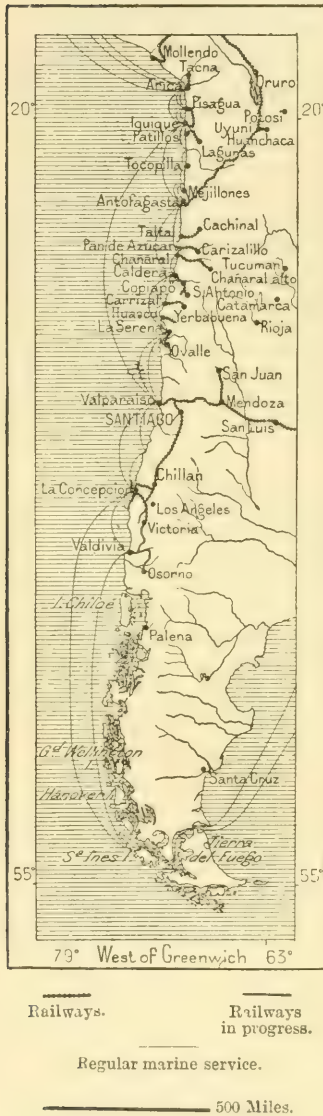 Mollendo
Tacna
Arica
Oruro
20°
20°
Pisagua
Potosi
Iquique
Uyuni
Patillos
Huanchaca
Lagunas
Tocopilla
Mejillones
Antofagasta
Cachinal
Taltal
Pan de Azucar
Carizalillo
Chañaral
Tucuman
Caldera
Chañaral alto
Copiapo
S. Antonio
Carrizal
Catamarca
Huasco
Yerbabuena
La Serena
Rioja
Ovalle
San Juan
Valparaiso
Mendoza
SANTIAGO
San Luis
Chillan
La Concepcion
Los Angeles
Victoria
Valdivia
Osorno
I. Chiloé
Palena
Gd Wellington
I.
Hanover I.
Santa Cruz
Sa Ines I.
Tierra
del Fuego
55°
55°
79° West of Greenwich 63°
Railways.
Railways
in progress.
Regular marine service.
500 Miles.